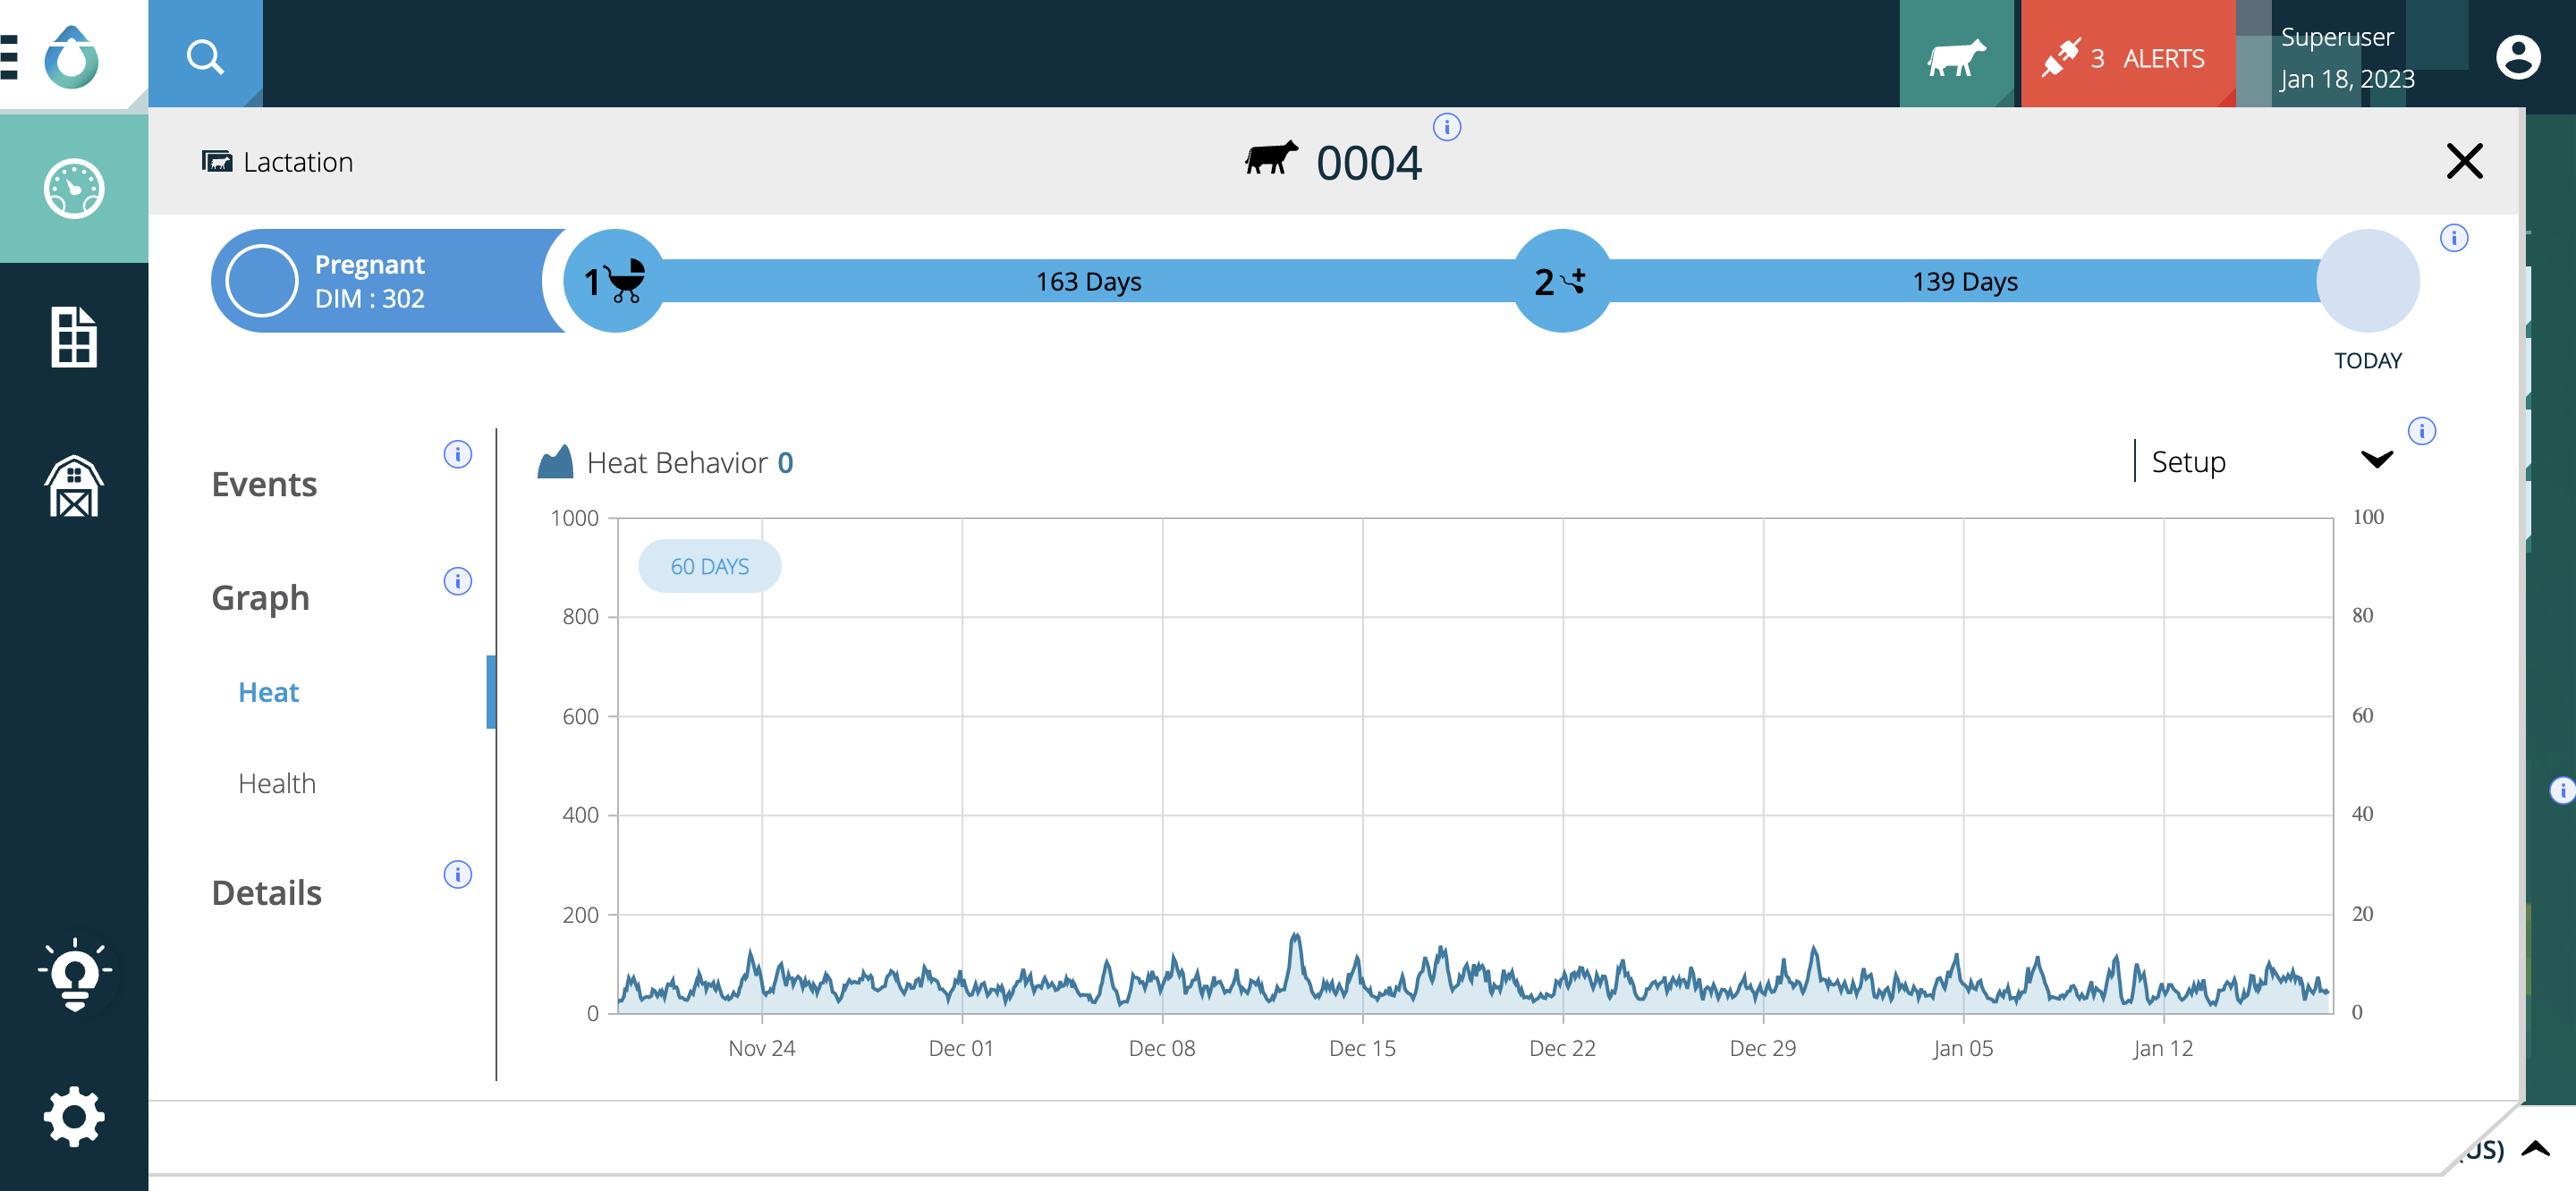 3 ALERTS
Superuser
Jan 18, 2023
Lactation
0004
Pregnant
DIM : 302
1
163 Days
2
139 Days
TODAY
Events
Graph
Heat
Health
Details
Heat Behavior 0
Setup
60 DAYS
1000
800
600
400
200
0
100
80
60
40
20
0
Nov 24
Dec 01
Dec 08
Dec 15
Dec 22
Dec 29
Jan 05
Jan 12
US)